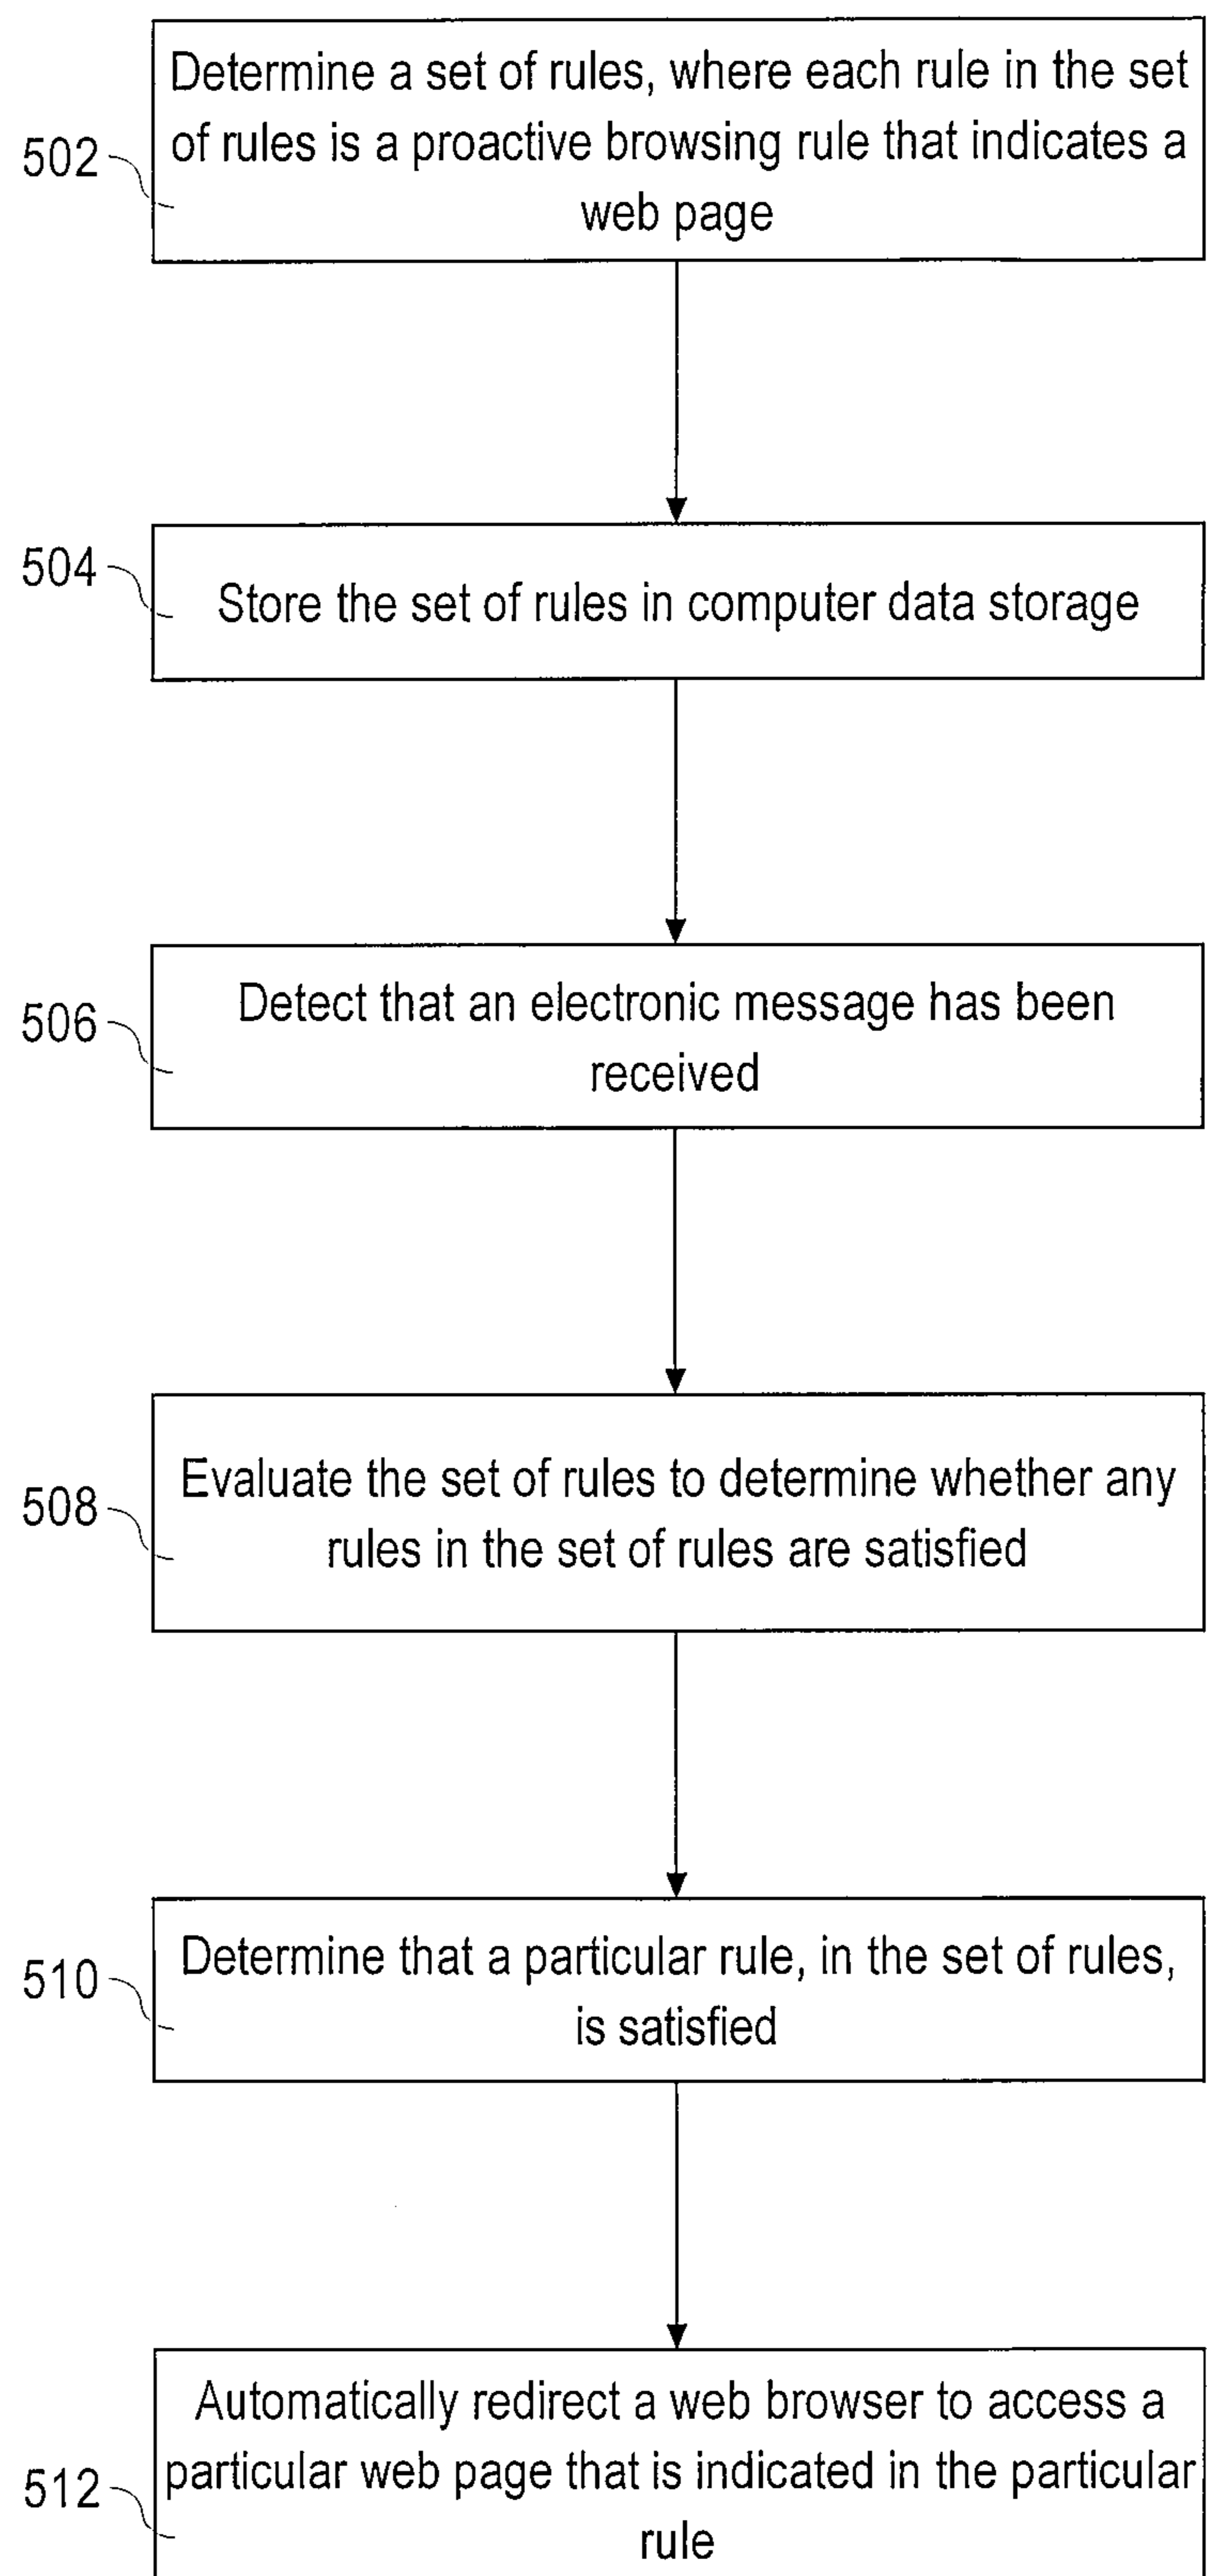 Determine a set of rules, where each rule in the set
of rules is a proactive browsing rule that indicates a
web page
502
504
Store the set of rules in computer data storage
Detect that an electronic message has been
received
506
Evaluate the set of rules to determine whether any
rules in the set of rules are satisfied
508
Determine that a particular rule, in the set of rules,
is satisfied
510
Automatically redirect a web browser to access a
particular web page that is indicated in the particular
rule
512